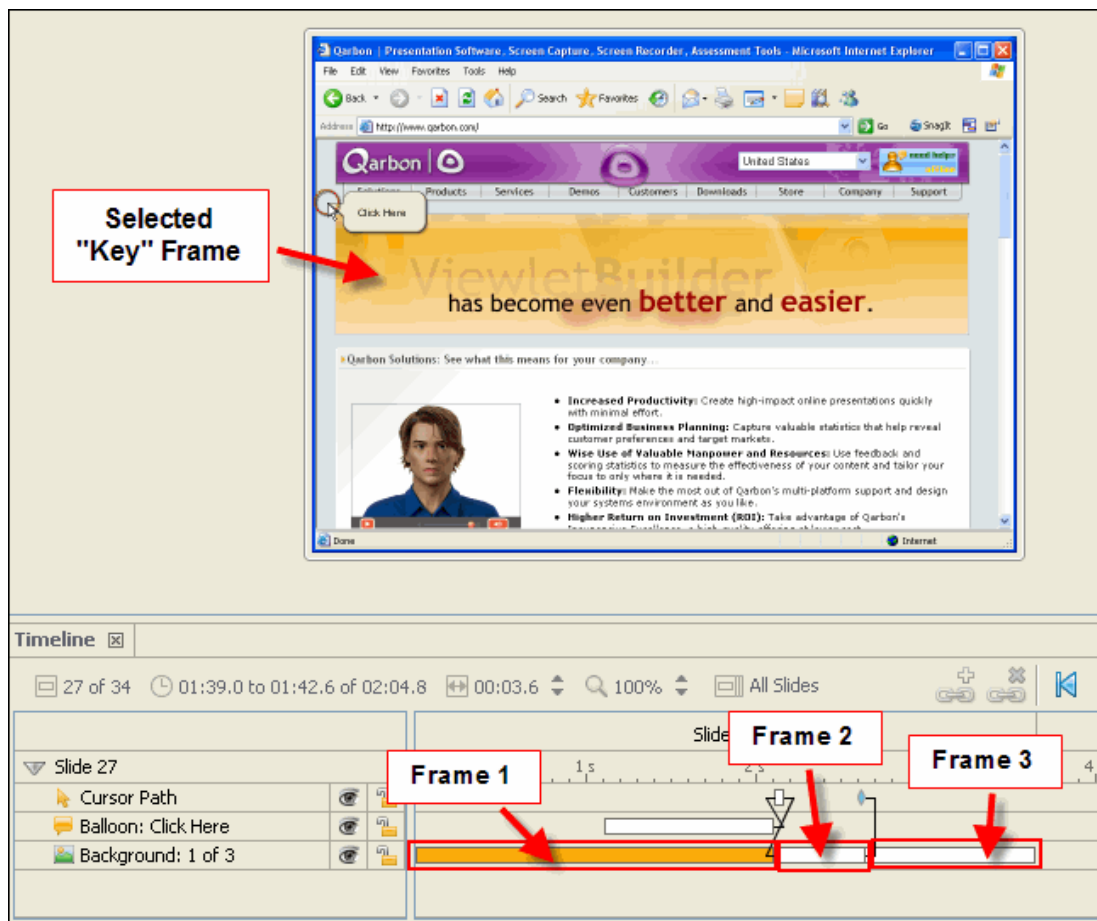 Qarbon | Presentation Software, Screen Capture, Screen Recorder, Assessment Tools - Microsoft Internet Explorer
File Edit View Favorites Tools Help
Back Search Favorites
Address http://www.qarbon.com/ Go SnagIt
Qarbon United States need help?
offline
Solutions Products Services Demos Customers Downloads Store Company Support
Click Here
Selected
"Key" Frame
ViewletBuilder
has become even better and easier.
Qarbon Solutions: See what this means for your company...
Increased Productivity: Create high-impact online presentations quickly
with minimal effort.
Optimized Business Planning: Capture valuable statistics that help reveal
customer preferences and target markets.
Wise Use of Valuable Manpower and Resources: Use feedback and
scoring statistics to measure the effectiveness of your content and tailor your
focus to only where it is needed.
Flexibility: Make the most out of Qarbon's multi-platform support and design
your systems environment as you like.
Higher Return on Investment (ROI): Take advantage of Qarbon's
Done Internet
Timeline
27 of 34 01:39.0 to 01:42.6 of 02:04.8 00:03.6 100% All Slides
Slide
Frame 1
Frame 2
Frame 3
Slide 27 1s 2s 4
Cursor Path
Balloon: Click Here
Background: 1 of 3